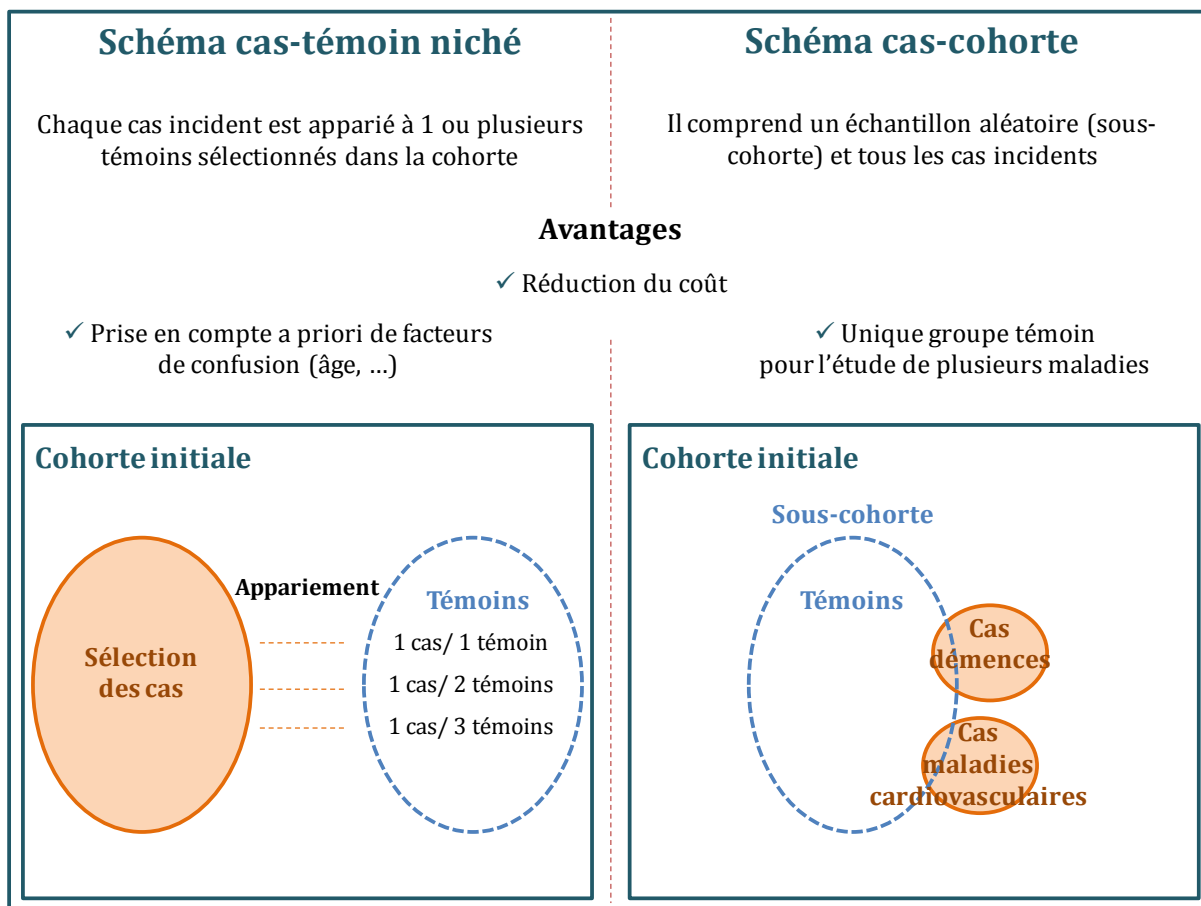 Schéma cas-témoin niché
Chaque cas incident est apparié à 1 ou plusieurs
témoins sélectionnés dans la cohorte
Schéma cas-cohorte
Il comprend un échantillon aléatoire (sous-
cohorte) et tous les cas incidents
Avantages
✓ Réduction du coût
✓ Prise en compte a priori de facteurs
de confusion (âge, ...)
✓ Unique groupe témoin
pour l'étude de plusieurs maladies
Cohorte initiale
Sélection
des cas
Appariement
Témoins
1 cas/ 1 témoin
1 cas/ 2 témoins
1 cas/ 3 témoins
Cohorte initiale
Sous-cohorte
Témoins
Cas
démences
Cas
maladies
cardiovasculaires